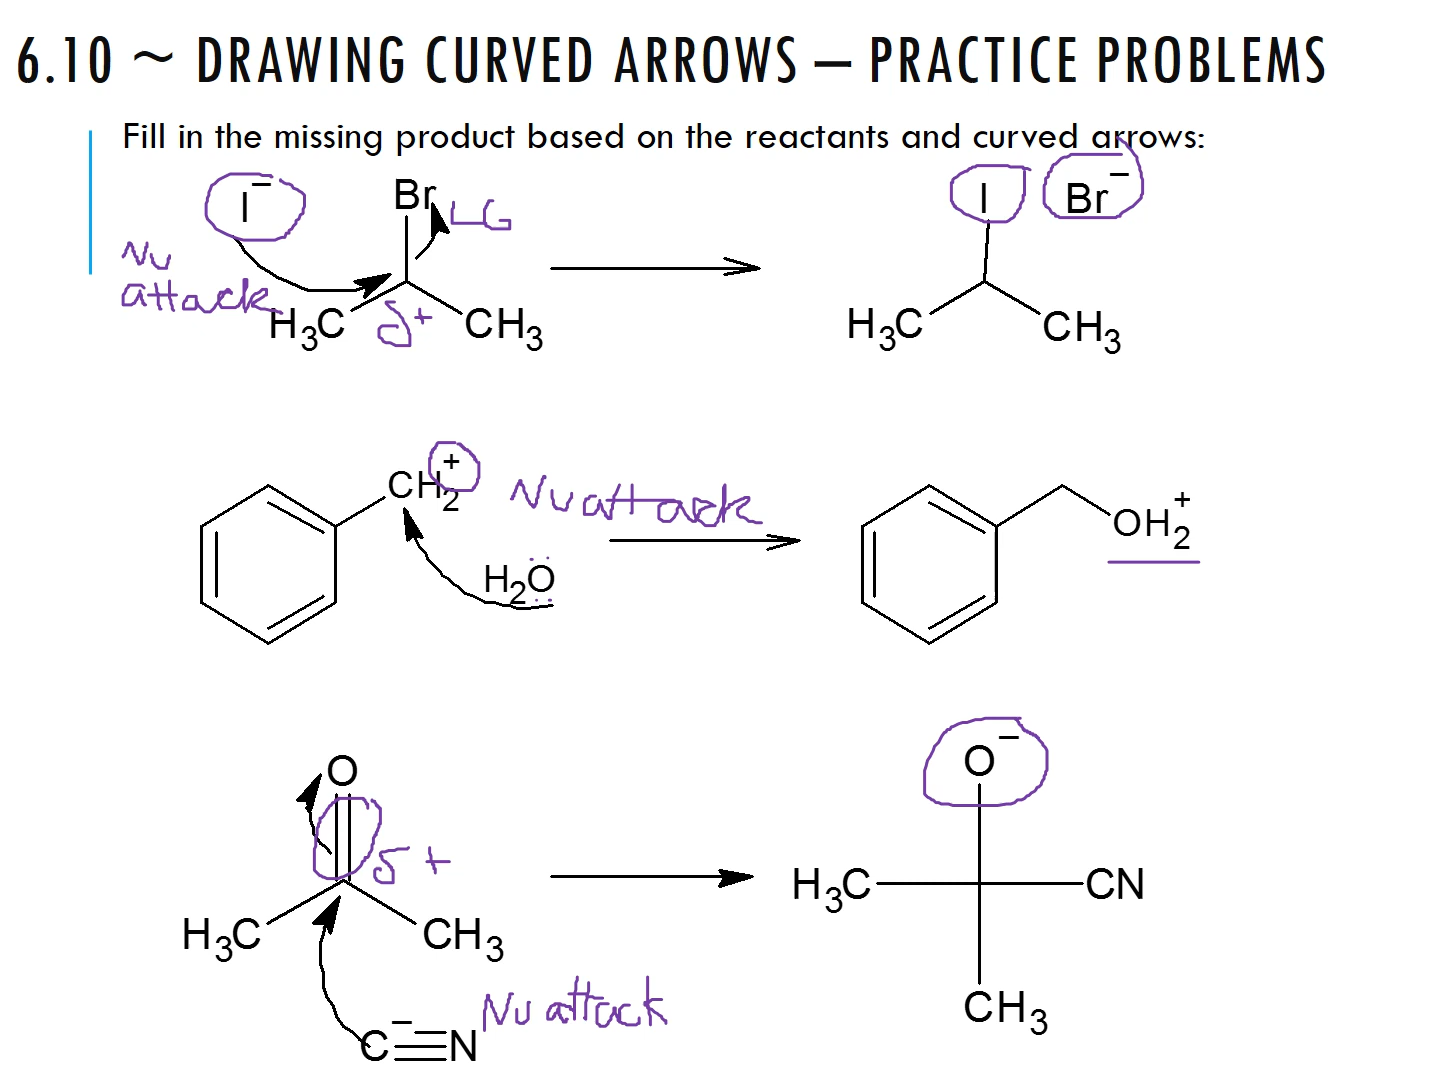 6.10 ~ DRAWING CURVED ARROWS – PRACTICE PROBLEMS
Fill in the missing product based on the reactants and curved arrows:
I⁻
Br
LG
Nu
attack
H₃C
δ+
CH₃
I
Br⁻
H₃C
CH₃
CH₂⁺
Nu attack
H₂O
OH₂⁺
O
δ+
H₃C
CH₃
C⁻≡N
Nu attack
O⁻
H₃C
CN
CH₃